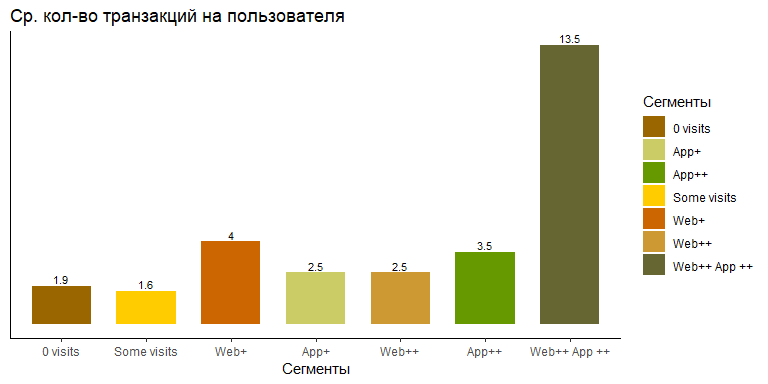 Ср. кол-во транзакций на пользователя
13.5
4
3.5
2.5
2.5
1.9
1.6
0 visits
Some visits
Web+
App+
Web++
App++
Web++ App ++
Сегменты
Сегменты
0 visits
App+
App++
Some visits
Web+
Web++
Web++ App ++